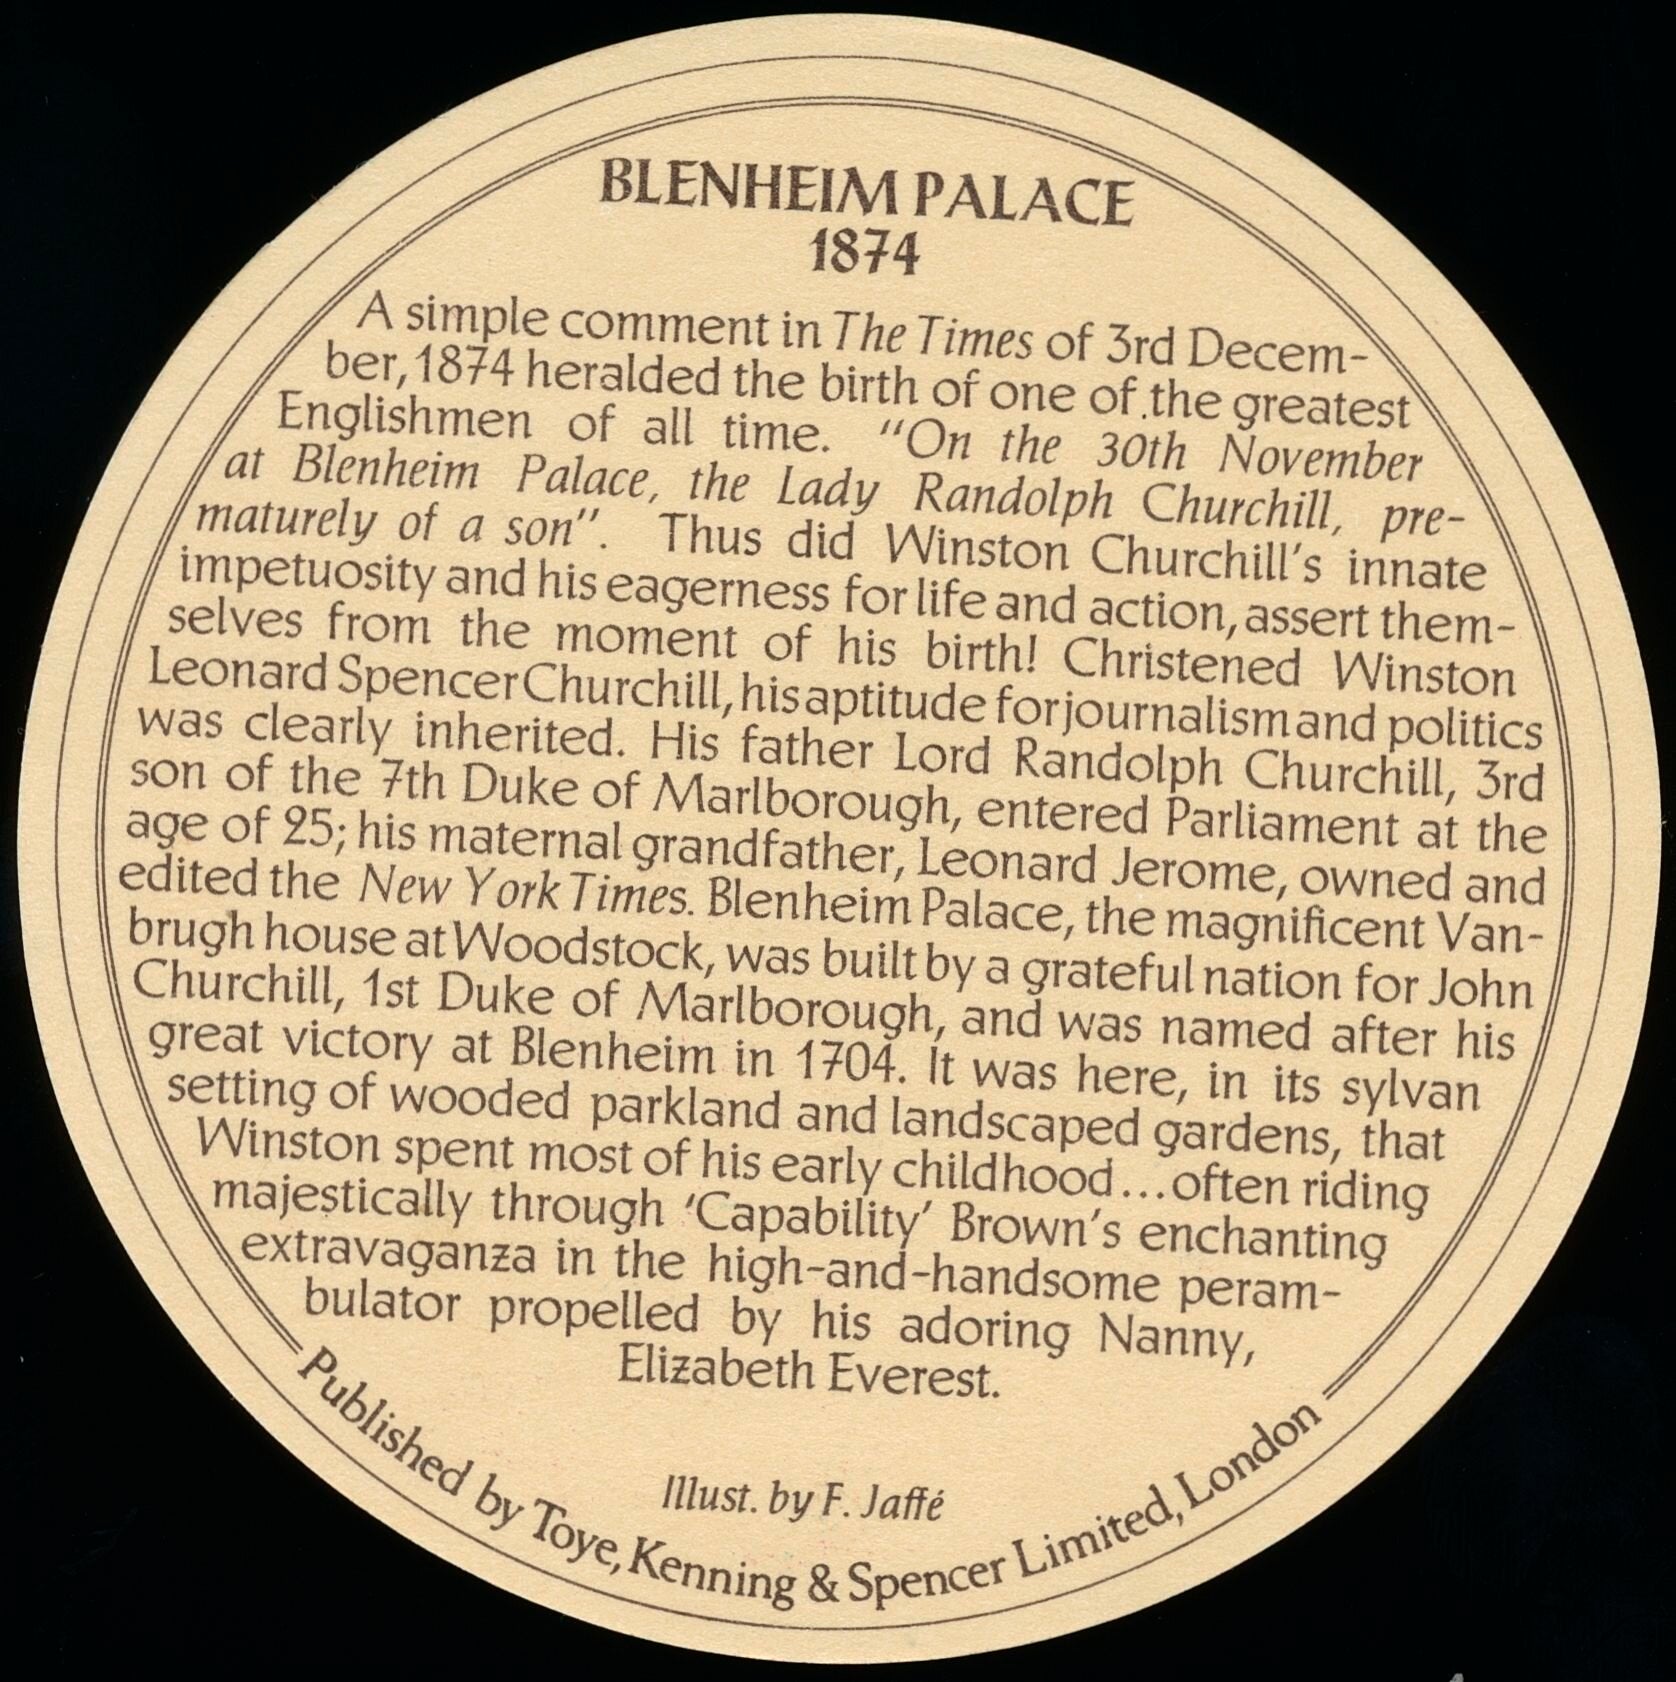 BLENHEIM PALACE
1874
A simple comment in The Times of 3rd Decem-
ber, 1874 heralded the birth of one of the greatest
Englishmen of all time. "On the 30th November
at Blenheim Palace, the Lady Randolph Churchill, pre-
maturely of a son". Thus did Winston Churchill's innate
impetuosity and his eagerness for life and action, assert them-
selves from the moment of his birth! Christened Winston
Leonard Spencer Churchill, his aptitude for journalism and politics
was clearly inherited. His father Lord Randolph Churchill, 3rd
son of the 7th Duke of Marlborough, entered Parliament at the
age of 25; his maternal grandfather, Leonard Jerome, owned and
edited the New York Times. Blenheim Palace, the magnificent Van-
brugh house at Woodstock, was built by a grateful nation for John
Churchill, 1st Duke of Marlborough, and was named after his
great victory at Blenheim in 1704. It was here, in its sylvan
setting of wooded parkland and landscaped gardens, that
Winston spent most of his early childhood...often riding
majestically through 'Capability' Brown's enchanting
extravaganza in the high-and-handsome peram-
bulator propelled by his adoring Nanny,
Elizabeth Everest.
Illust. by F. Jaffé
Published by Toye, Kenning & Spencer Limited, London